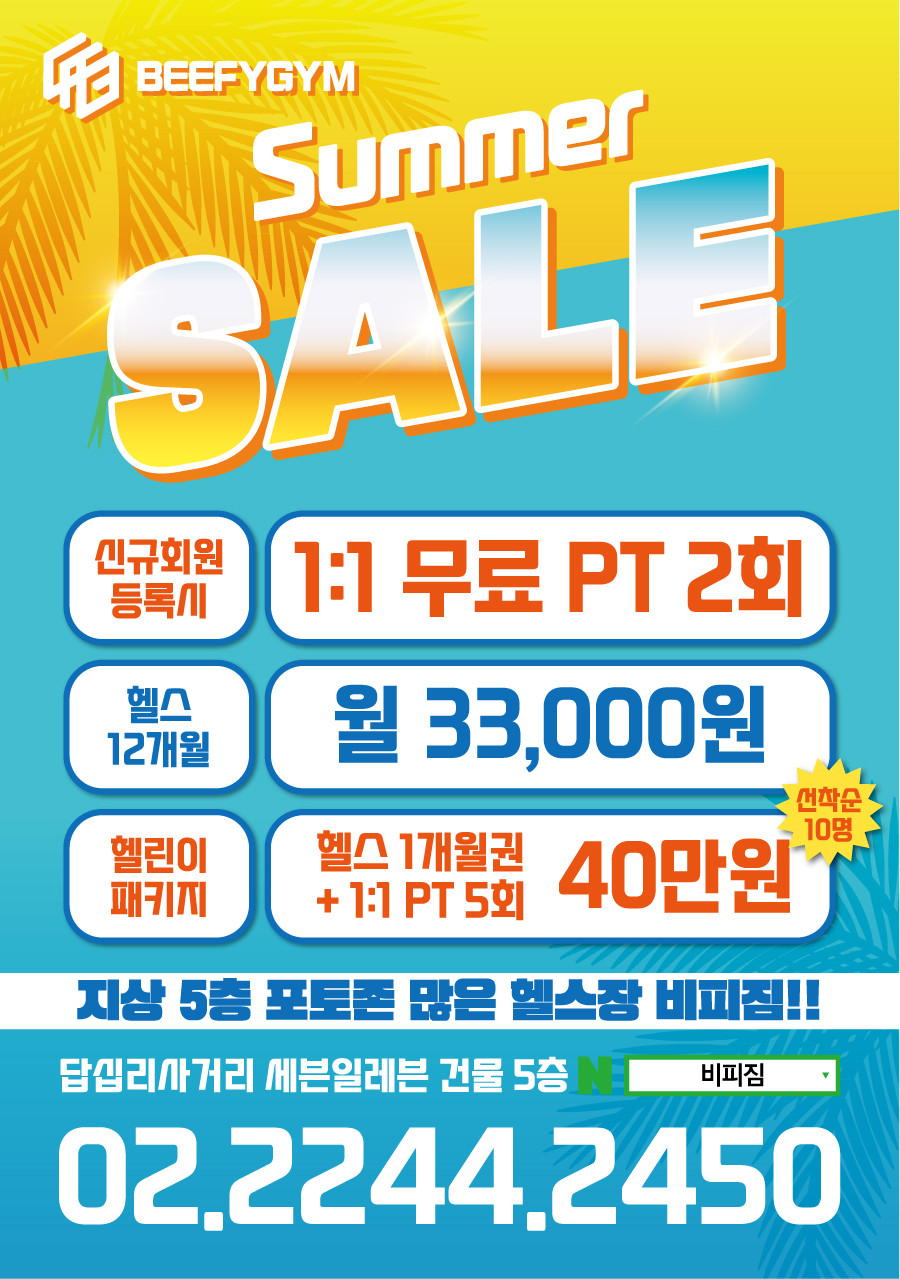 BEEFYGYM
Summer
SALE
신규회원
등록시
1:1 무료 PT 2회
헬스
12개월
월 33,000원
선착순
10명
헬린이
패키지
헬스 1개월권
+ 1:1 PT 5회
40만원
지상 5층 포토존 많은 헬스장 비피짐!!
답십리사거리 세븐일레븐 건물 5층 N 비피짐
02.2244.2450